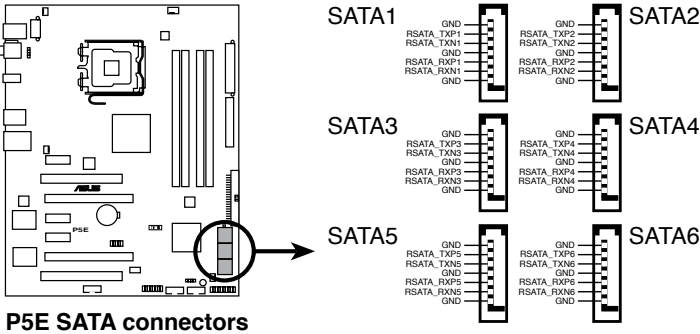 SATA1
GND
RSATA_TXP1
RSATA_TXN1
GND
RSATA_RXP1
RSATA_RXN1
GND
SATA2
GND
RSATA_TXP2
RSATA_TXN2
GND
RSATA_RXP2
RSATA_RXN2
GND
SATA3
GND
RSATA_TXP3
RSATA_TXN3
GND
RSATA_RXP3
RSATA_RXN3
GND
SATA4
GND
RSATA_TXP4
RSATA_TXN4
GND
RSATA_RXP4
RSATA_RXN4
GND
SATA5
GND
RSATA_TXP5
RSATA_TXN5
GND
RSATA_RXP5
RSATA_RXN5
GND
SATA6
GND
RSATA_TXP6
RSATA_TXN6
GND
RSATA_RXP6
RSATA_RXN6
GND
ASUS
P5E
P5E SATA connectors